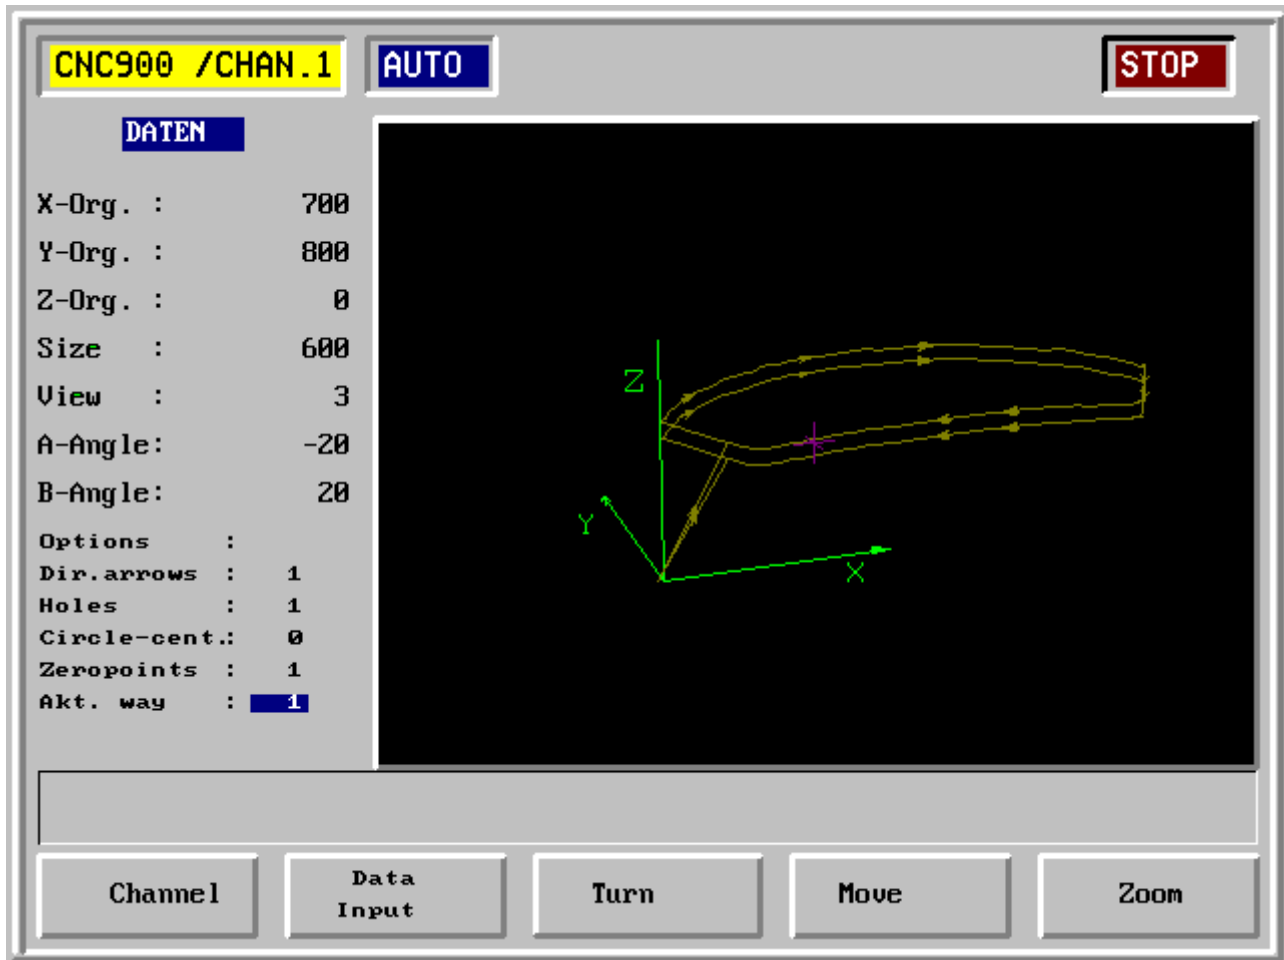 CNC900 /CHAN.1 AUTO STOP
DATEN
X-Org. : 700
Y-Org. : 800
Z-Org. : 0
Size : 600
View : 3
A-Angle: -20
B-Angle: 20
Options :
Dir.arrows : 1
Holes : 1
Circle-cent.: 0
Zeropoints : 1
Akt. way : 1
Z
Y
X
Channel
Data
Input
Turn
Move
Zoom